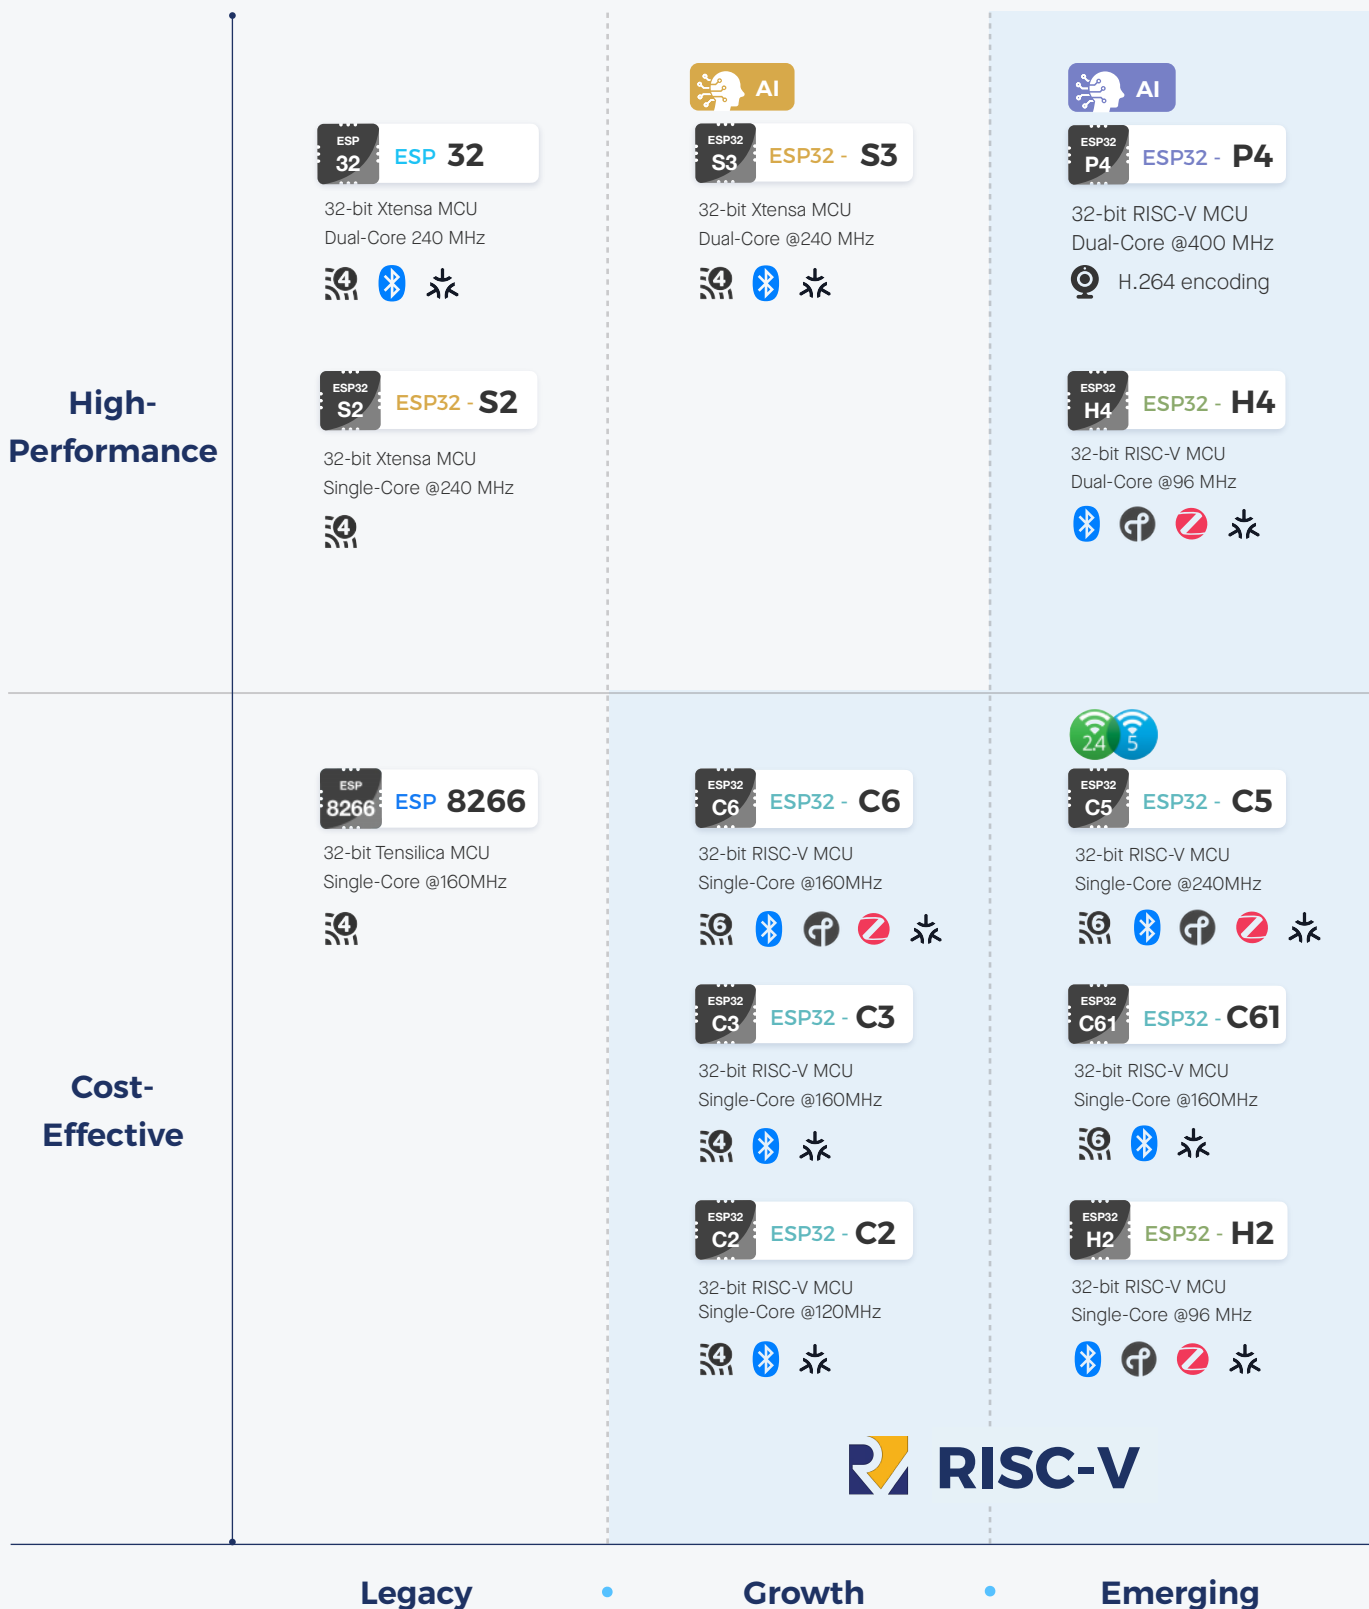 AI
AI
ESP
32
ESP 32
ESP32
S3
ESP32 - S3
ESP32
P4
ESP32 - P4
32-bit Xtensa MCU
Dual-Core 240 MHz
4
32-bit Xtensa MCU
Dual-Core @240 MHz
4
32-bit RISC-V MCU
Dual-Core @400 MHz
H.264 encoding
High-
Performance
ESP32
S2
ESP32 - S2
32-bit Xtensa MCU
Single-Core @240 MHz
4
ESP32
H4
ESP32 - H4
32-bit RISC-V MCU
Dual-Core @96 MHz
2.4 5
ESP
8266
ESP 8266
32-bit Tensilica MCU
Single-Core @160MHz
4
ESP32
C6
ESP32 - C6
32-bit RISC-V MCU
Single-Core @160MHz
6
ESP32
C5
ESP32 - C5
32-bit RISC-V MCU
Single-Core @240MHz
6
Cost-
Effective
ESP32
C3
ESP32 - C3
32-bit RISC-V MCU
Single-Core @160MHz
4
ESP32
C61
ESP32 - C61
32-bit RISC-V MCU
Single-Core @160MHz
6
ESP32
C2
ESP32 - C2
32-bit RISC-V MCU
Single-Core @120MHz
4
ESP32
H2
ESP32 - H2
32-bit RISC-V MCU
Single-Core @96 MHz
RISC-V
Legacy
Growth
Emerging